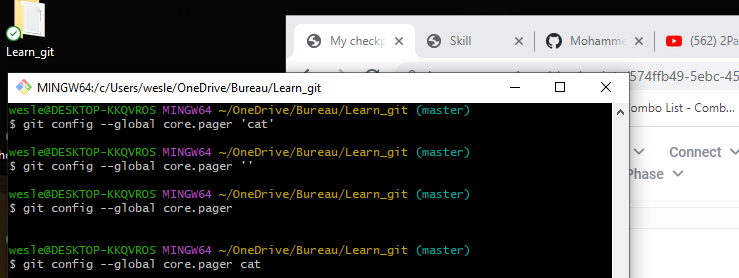 Learn_git
My checkp
Skill
Mohamme
(562) 2Pa
MINGW64:/c/Users/wesle/OneDrive/Bureau/Learn_git
574ffb49-5ebc-45
ombo List - Comb...
wesle@DESKTOP-KKQVROS MINGW64 ~/OneDrive/Bureau/Learn_git (master)
$ git config --global core.pager 'cat'
Connect
Phase
wesle@DESKTOP-KKQVROS MINGW64 ~/OneDrive/Bureau/Learn_git (master)
$ git config --global core.pager ''
wesle@DESKTOP-KKQVROS MINGW64 ~/OneDrive/Bureau/Learn_git (master)
$ git config --global core.pager
wesle@DESKTOP-KKQVROS MINGW64 ~/OneDrive/Bureau/Learn_git (master)
$ git config --global core.pager cat